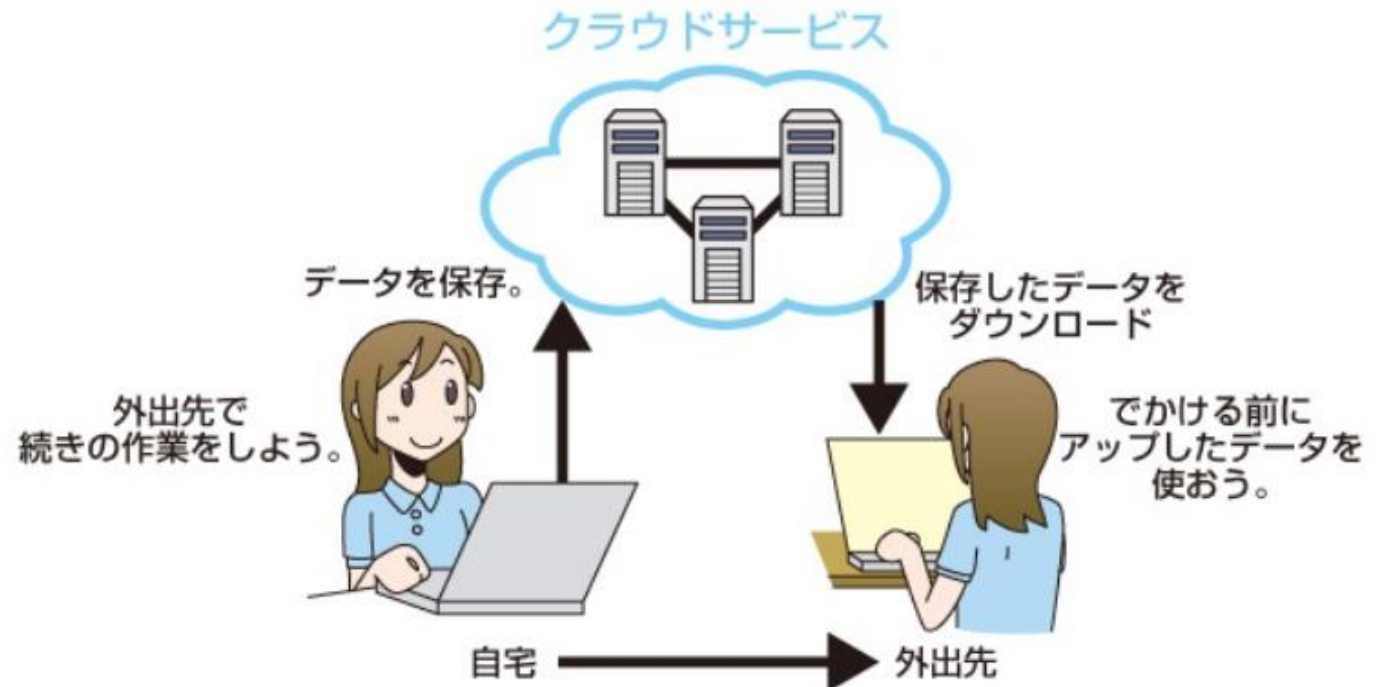 クラウドサービス
データを保存。
保存したデータを
ダウンロード
外出先で
続きの作業をしよう。
でかける前に
アップしたデータを
使おう。
自宅
外出先